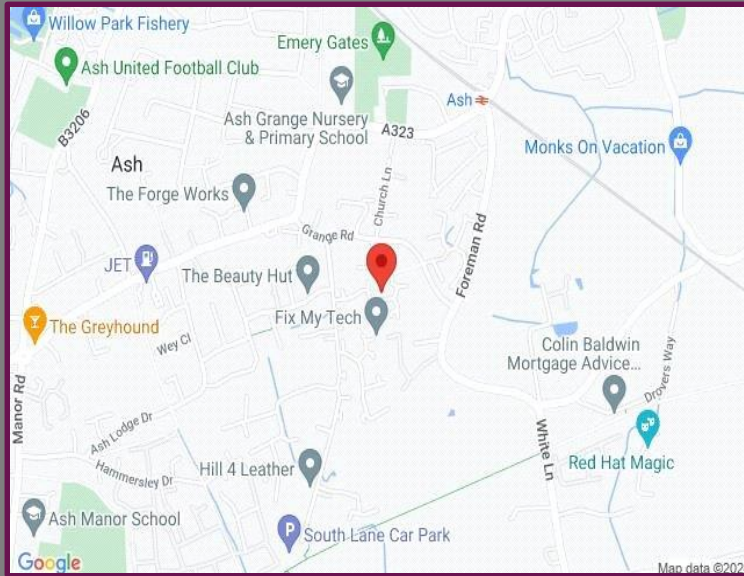 Willow Park Fishery
Emery Gates
Ash United Football Club
Ash
B3206
Ash Grange Nursery
& Primary School
A323
Monks On Vacation
Ash
The Forge Works
Church Ln
Grange Rd
Foreman Rd
JET
The Beauty Hut
The Greyhound
Fix My Tech
Wey Cl
Colin Baldwin
Mortgage Advice...
Drovers Way
Manor Rd
Ash Lodge Dr
White Ln
Hammersley Dr
Hill 4 Leather
Red Hat Magic
Ash Manor School
South Lane Car Park
Google
Map data ©202